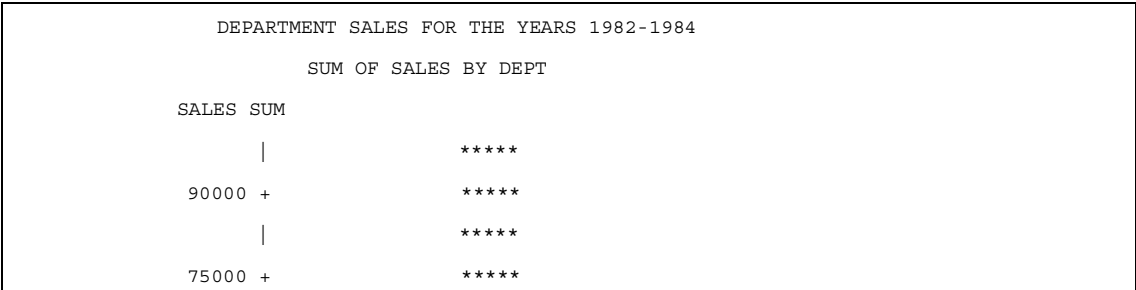 DEPARTMENT SALES FOR THE YEARS 1982-1984
SUM OF SALES BY DEPT
SALES SUM
| *****
90000 + *****
| *****
75000 + *****